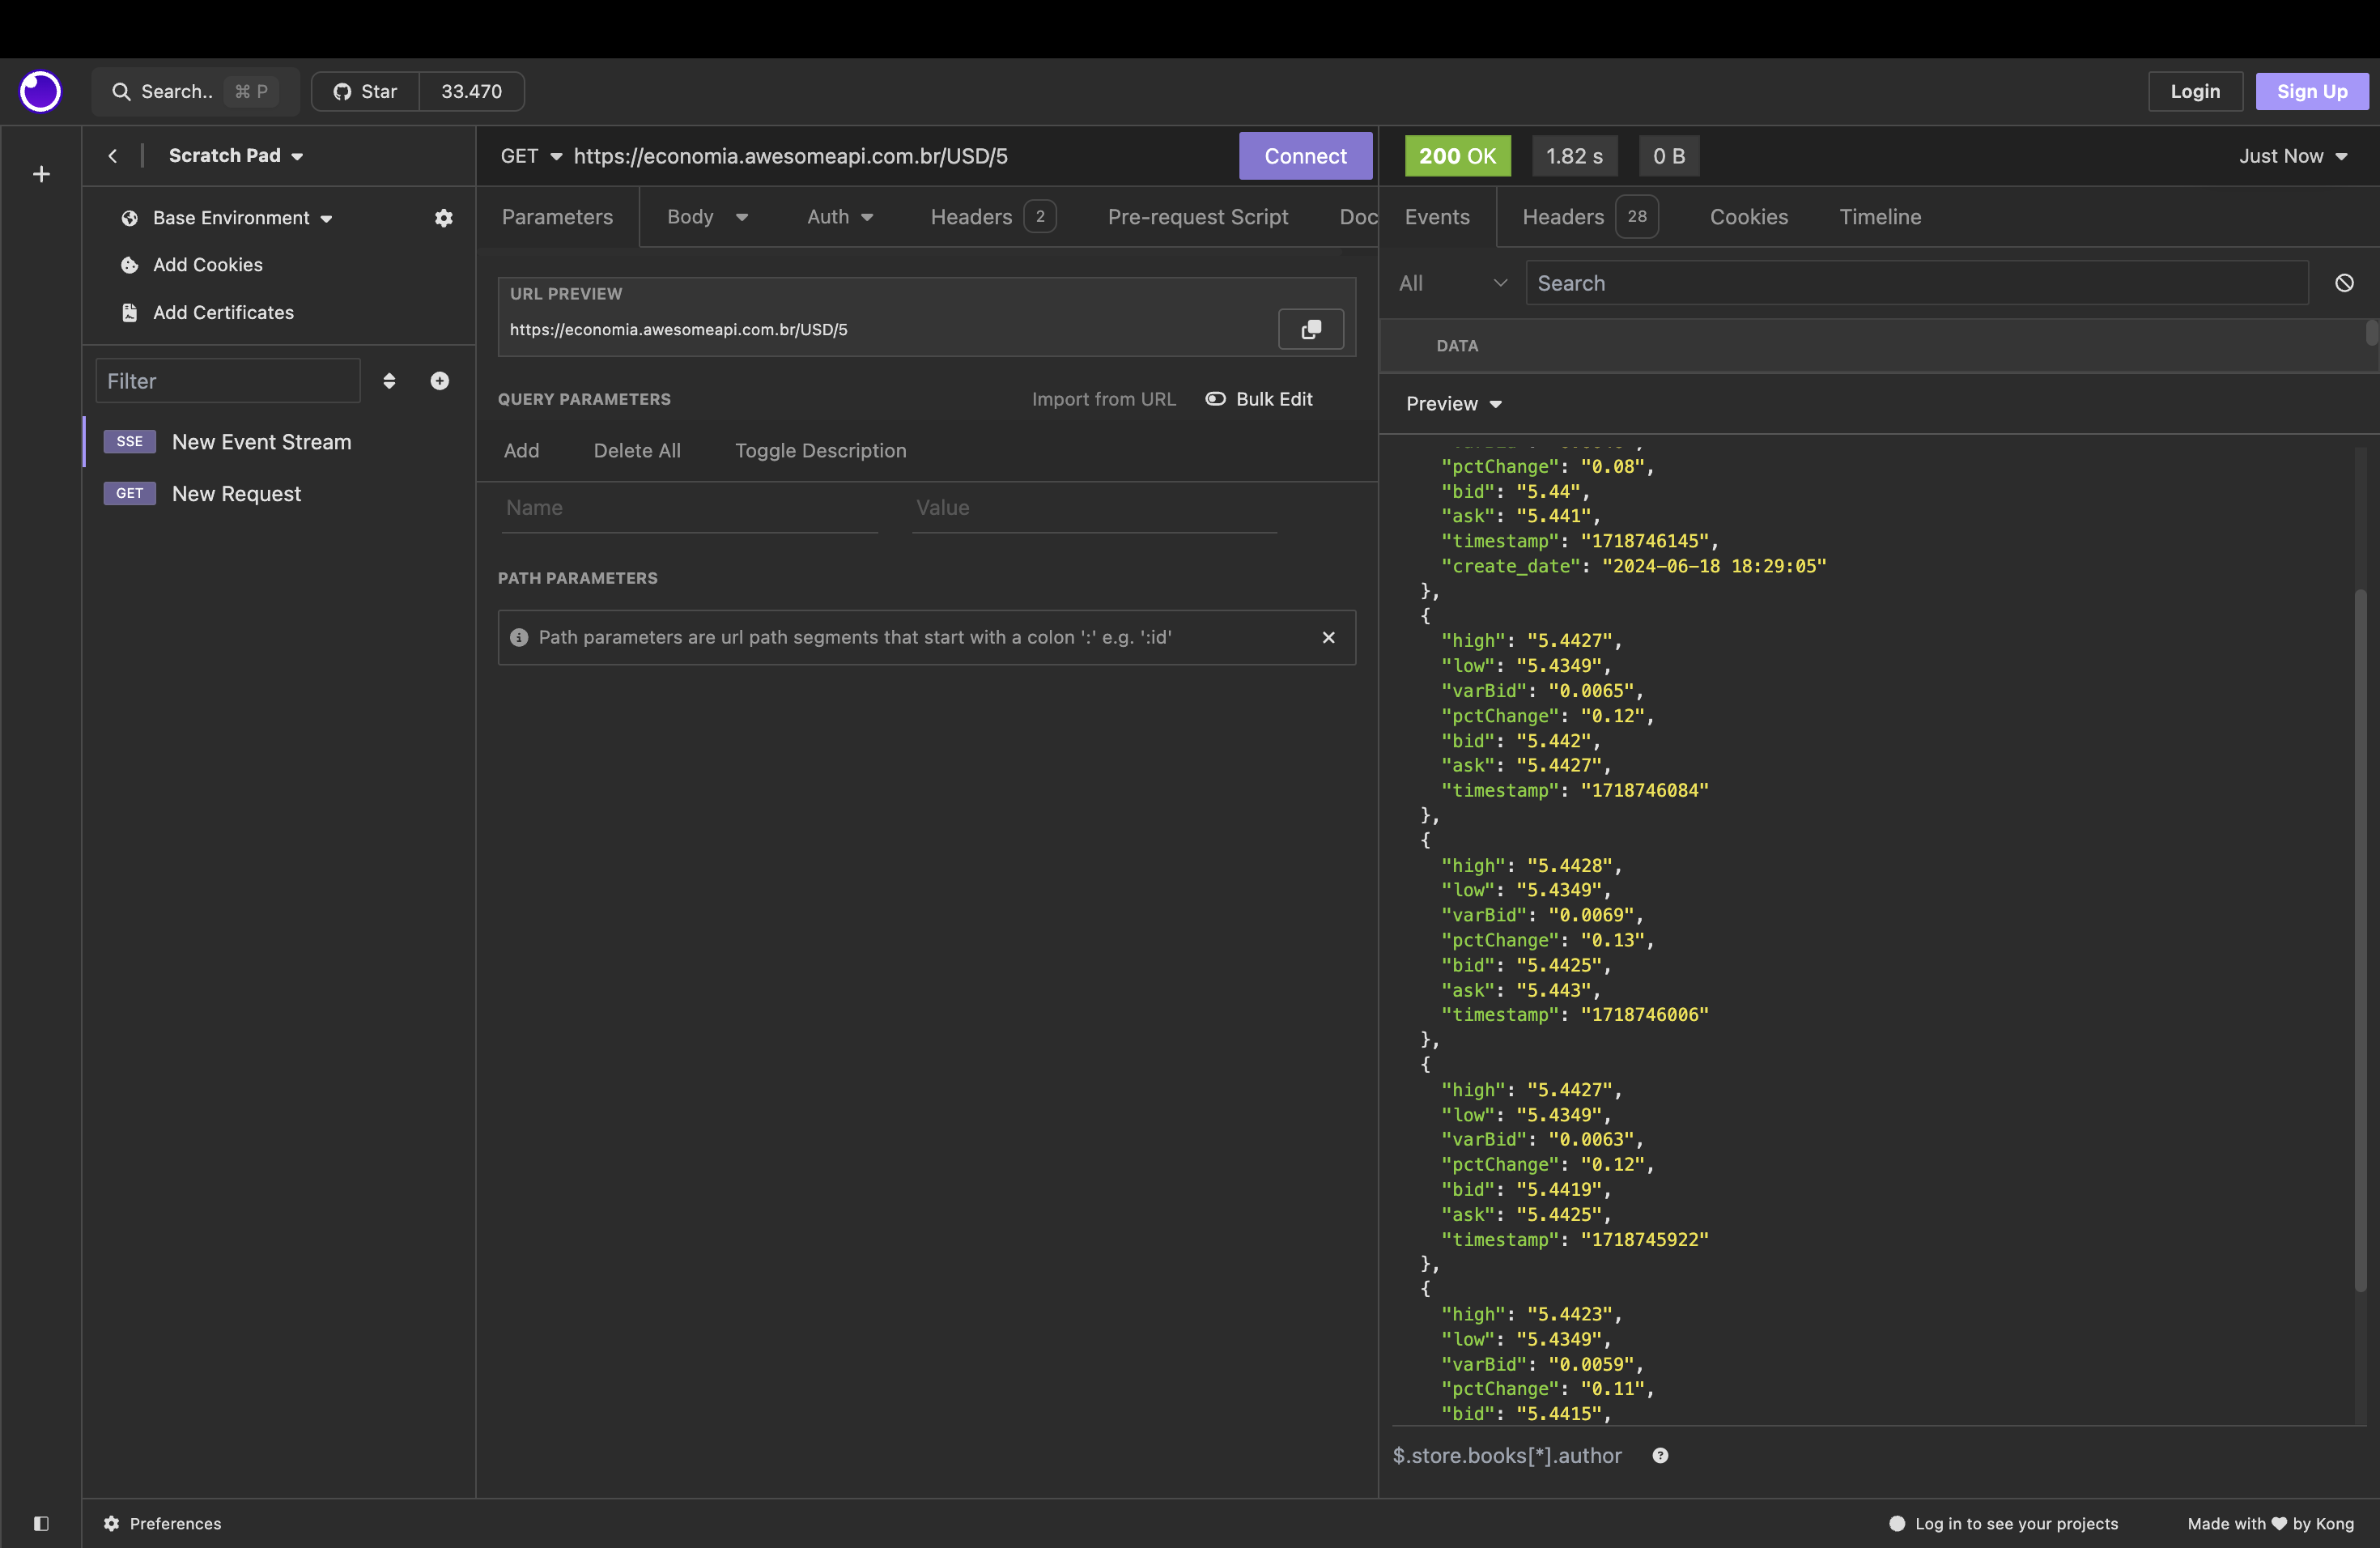 Search.. ⌘ P
Star 33.470
Login
Sign Up
Scratch Pad
Base Environment
Add Cookies
Add Certificates
Filter
SSE New Event Stream
GET New Request
GET https://economia.awesomeapi.com.br/USD/5
Connect
Parameters Body Auth Headers 2 Pre-request Script Doc
URL PREVIEW
https://economia.awesomeapi.com.br/USD/5
QUERY PARAMETERS Import from URL Bulk Edit
Add Delete All Toggle Description
Name Value
PATH PARAMETERS
Path parameters are url path segments that start with a colon ':' e.g. ':id'
200 OK 1.82 s 0 B Just Now
Events Headers 28 Cookies Timeline
All Search
DATA
Preview
"pctChange": "0.08",
"bid": "5.44",
"ask": "5.441",
"timestamp": "1718746145",
"create_date": "2024-06-18 18:29:05"
},
{
"high": "5.4427",
"low": "5.4349",
"varBid": "0.0065",
"pctChange": "0.12",
"bid": "5.442",
"ask": "5.4427",
"timestamp": "1718746084"
},
{
"high": "5.4428",
"low": "5.4349",
"varBid": "0.0069",
"pctChange": "0.13",
"bid": "5.4425",
"ask": "5.443",
"timestamp": "1718746006"
},
{
"high": "5.4427",
"low": "5.4349",
"varBid": "0.0063",
"pctChange": "0.12",
"bid": "5.4419",
"ask": "5.4425",
"timestamp": "1718745922"
},
{
"high": "5.4423",
"low": "5.4349",
"varBid": "0.0059",
"pctChange": "0.11",
"bid": "5.4415",
$.store.books[*].author
Preferences
Log in to see your projects
Made with ♥ by Kong